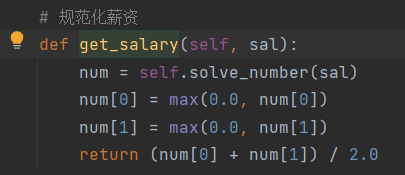 # 规范化薪资
def get_salary(self, sal):
    num = self.solve_number(sal)
    num[0] = max(0.0, num[0])
    num[1] = max(0.0, num[1])
    return (num[0] + num[1]) / 2.0